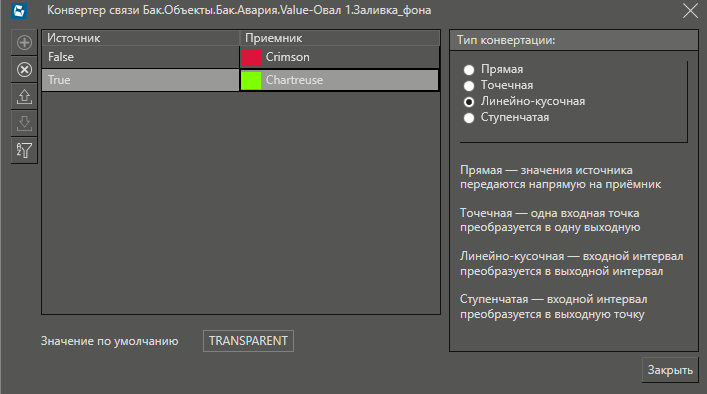 Конвертер связи Бак.Объекты.Бак.Авария.Value-Овал 1.Заливка_фона
Источник Приемник
False Crimson
True Chartreuse
Значение по умолчанию TRANSPARENT
Тип конвертации:
Прямая
Точечная
Линейно-кусочная
Ступенчатая
Прямая — значения источника
передаются напрямую на приёмник
Точечная — одна входная точка
преобразуется в одну выходную
Линейно-кусочная — входной интервал
преобразуется в выходной интервал
Ступенчатая — входной интервал
преобразуется в выходную точку
Закрыть